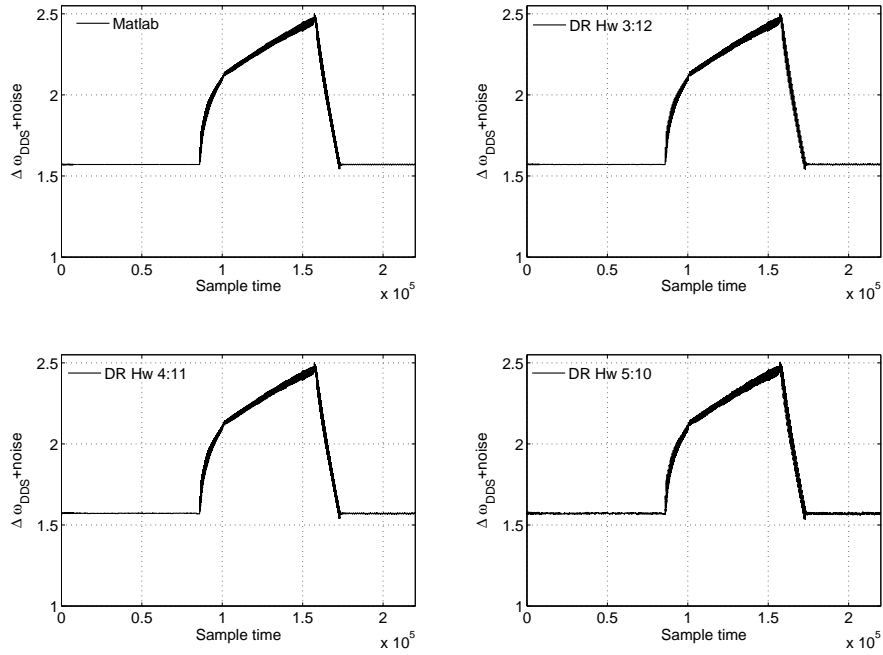 2.5
2
1.5
1
Δ ω_DDS+noise
Matlab
0 0.5 1 1.5 2
Sample time
x 10^5
2.5
2
1.5
1
Δ ω_DDS+noise
DR Hw 3:12
0 0.5 1 1.5 2
Sample time
x 10^5
2.5
2
1.5
1
Δ ω_DDS+noise
DR Hw 4:11
0 0.5 1 1.5 2
Sample time
x 10^5
2.5
2
1.5
1
Δ ω_DDS+noise
DR Hw 5:10
0 0.5 1 1.5 2
Sample time
x 10^5